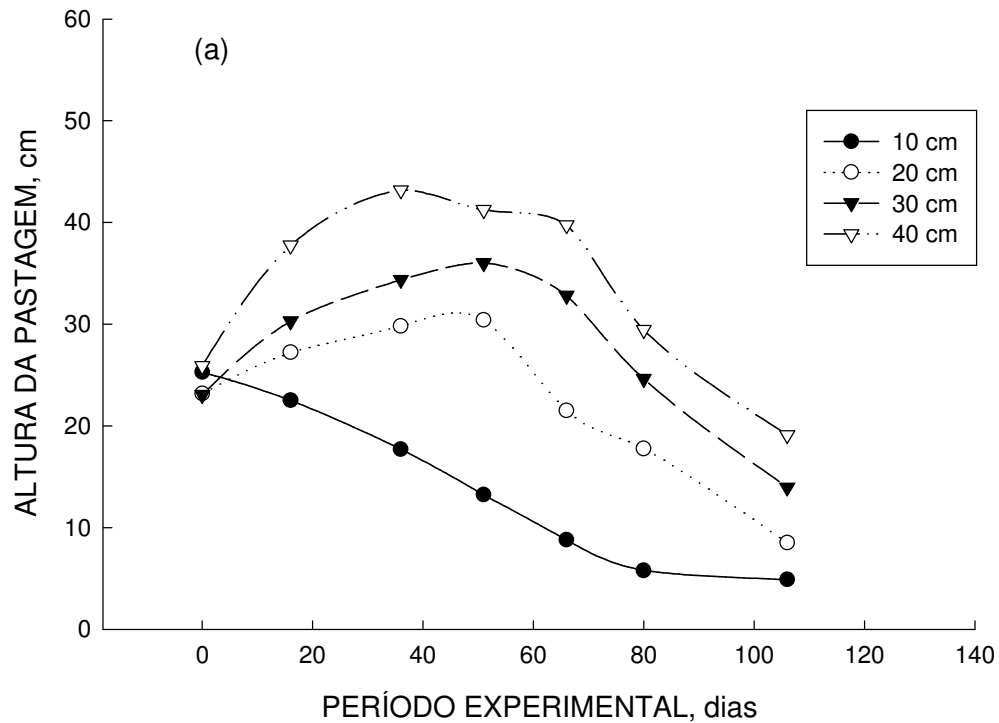 (a)
ALTURA DA PASTAGEM, cm
60
50
40
30
20
10
0
10 cm
20 cm
30 cm
40 cm
0 20 40 60 80 100 120 140
PERÍODO EXPERIMENTAL, dias